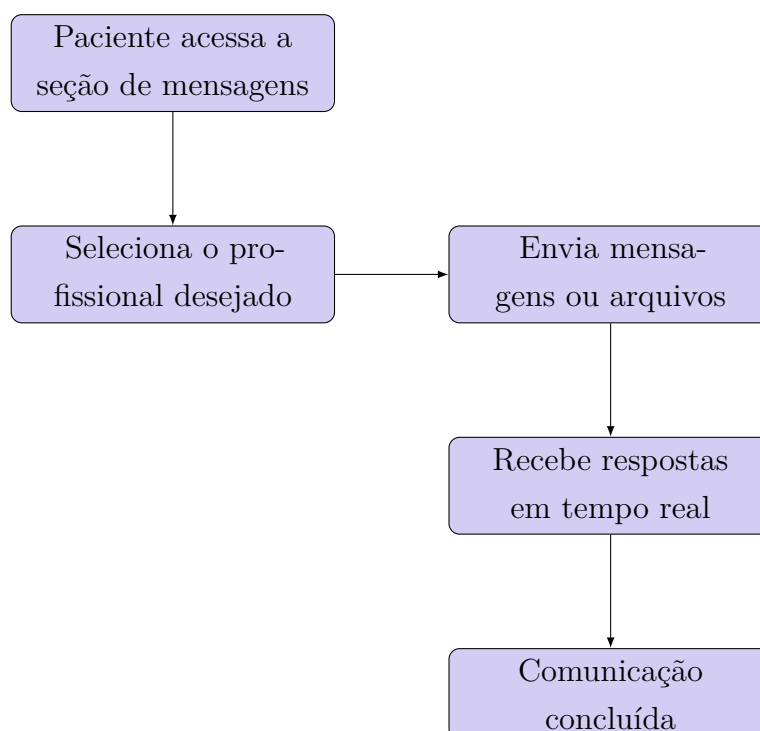 Paciente acessa a
seção de mensagens
Seleciona o pro-
fissional desejado
Envia mensa-
gens ou arquivos
Recebe respostas
em tempo real
Comunicação
concluída